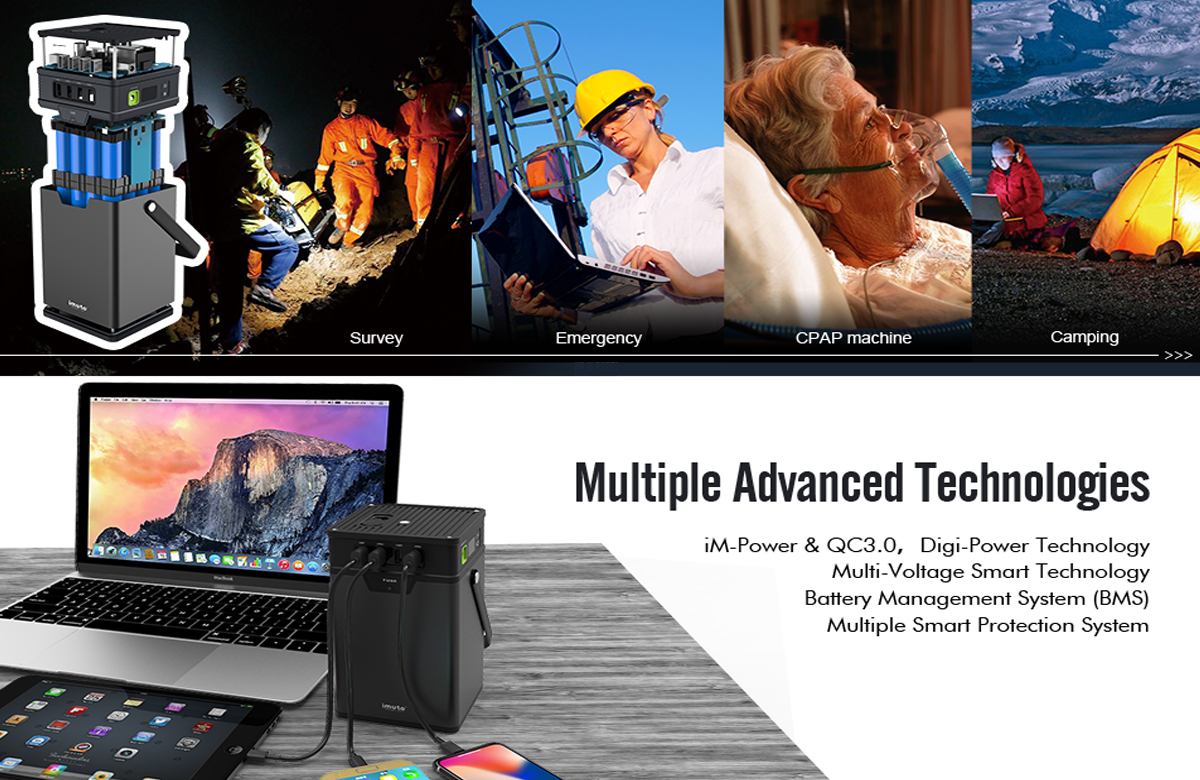 imuto
Survey
Emergency
CPAP machine
Camping
>>>
Multiple Advanced Technologies
iM-Power & QC3.0，Digi-Power Technology
Multi-Voltage Smart Technology
Battery Management System (BMS)
Multiple Smart Protection System
MacBook
imuto